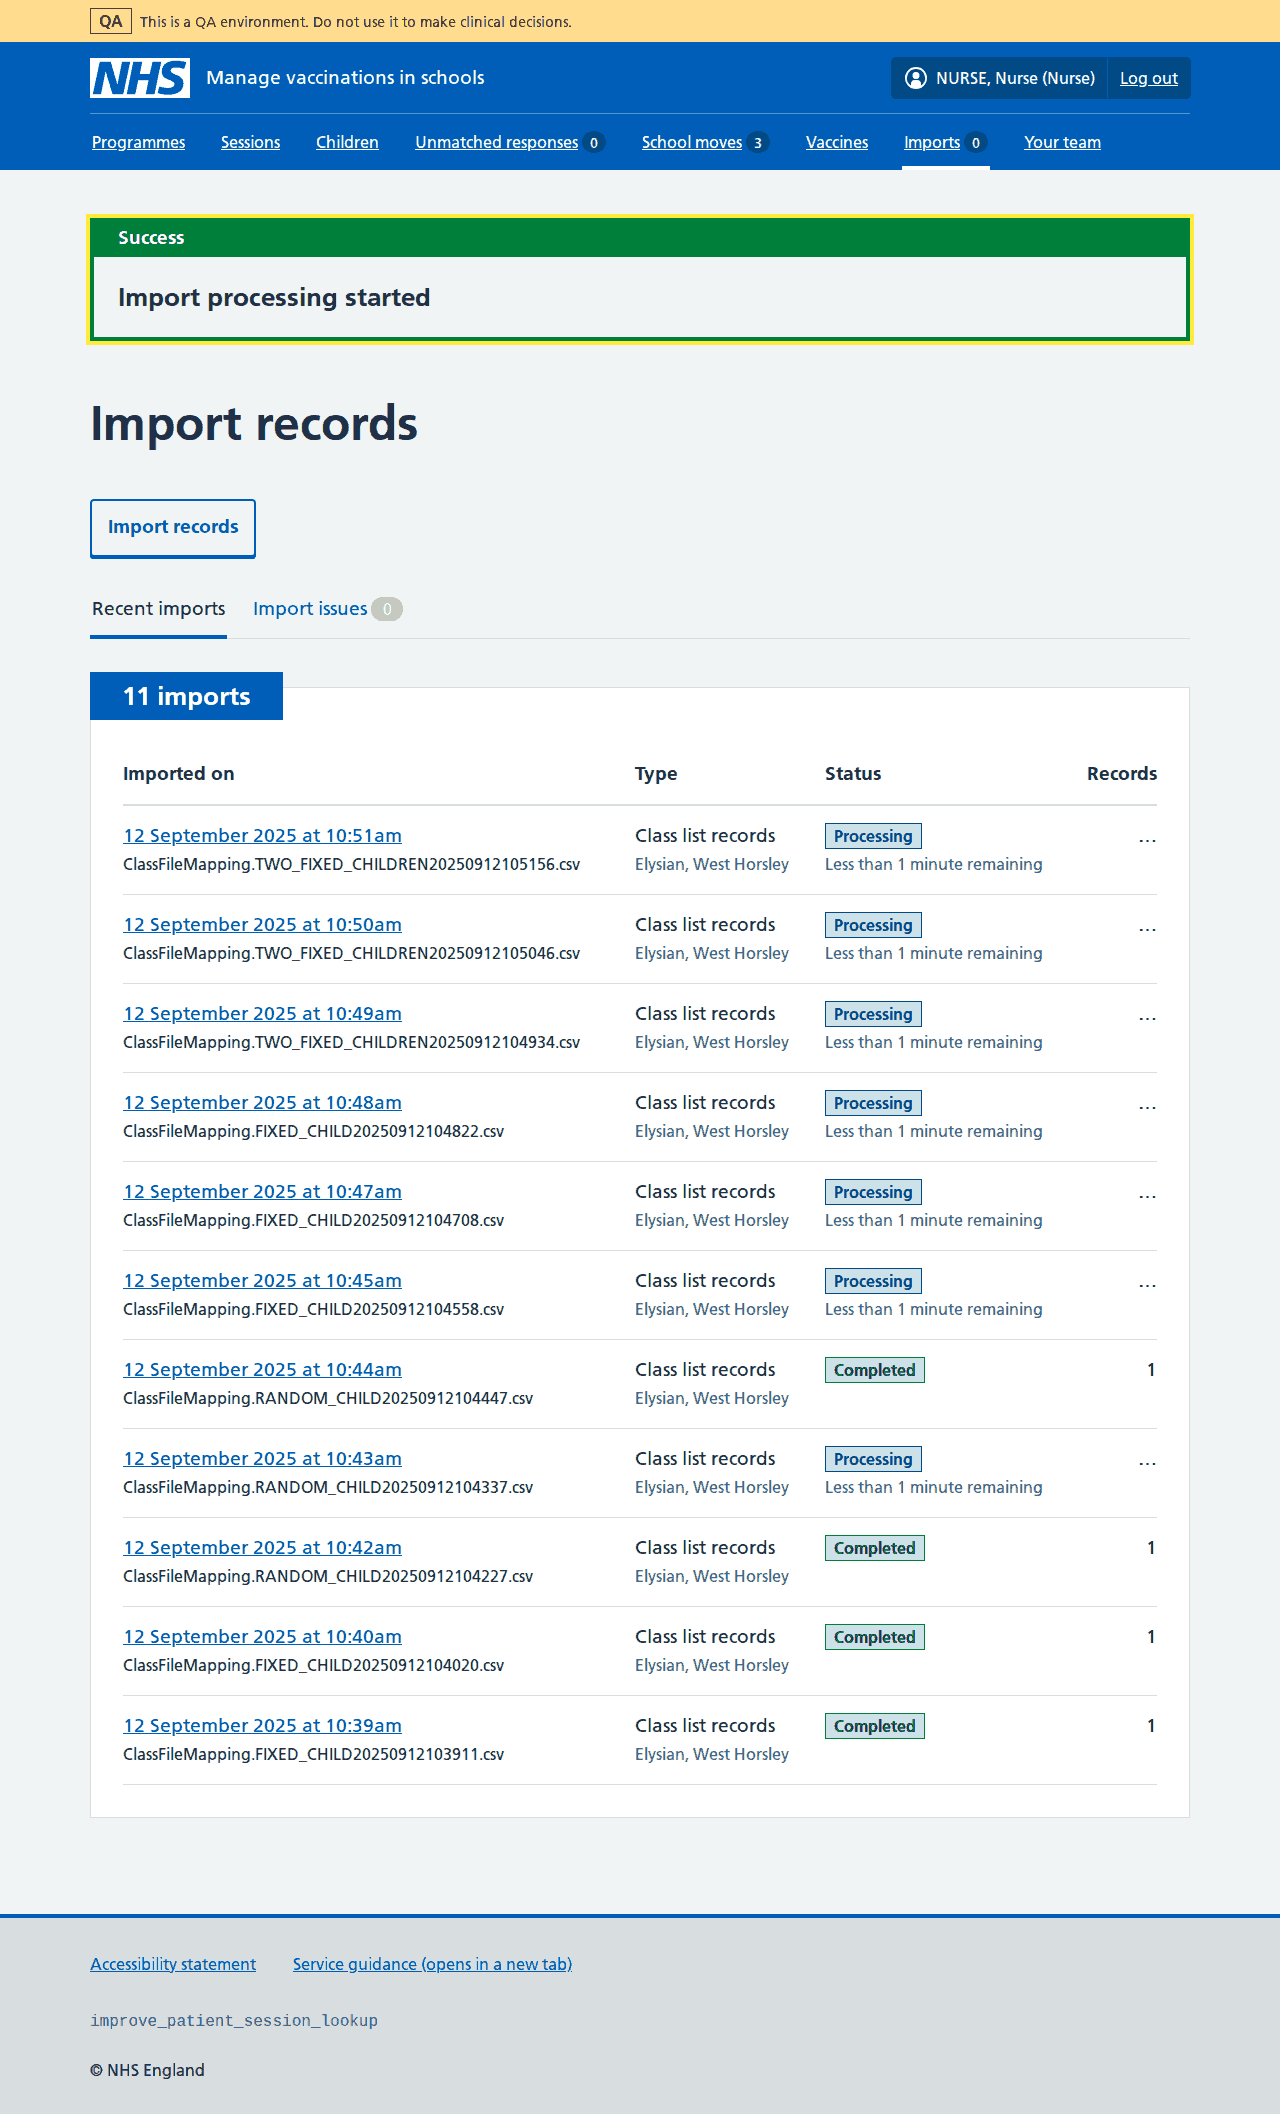 QA This is a QA environment. Do not use it to make clinical decisions.
NHS Manage vaccinations in schools NURSE, Nurse (Nurse) Log out
Programmes Sessions Children Unmatched responses 0 School moves 3 Vaccines Imports 0 Your team
Success
Import processing started
Import records
Import records
Recent imports Import issues 0
11 imports
Imported on Type Status Records
12 September 2025 at 10:51am Class list records Processing ...
ClassFileMapping.TWO_FIXED_CHILDREN20250912105156.csv Elysian, West Horsley Less than 1 minute remaining
12 September 2025 at 10:50am Class list records Processing ...
ClassFileMapping.TWO_FIXED_CHILDREN20250912105046.csv Elysian, West Horsley Less than 1 minute remaining
12 September 2025 at 10:49am Class list records Processing ...
ClassFileMapping.TWO_FIXED_CHILDREN20250912104934.csv Elysian, West Horsley Less than 1 minute remaining
12 September 2025 at 10:48am Class list records Processing ...
ClassFileMapping.FIXED_CHILD20250912104822.csv Elysian, West Horsley Less than 1 minute remaining
12 September 2025 at 10:47am Class list records Processing ...
ClassFileMapping.FIXED_CHILD20250912104708.csv Elysian, West Horsley Less than 1 minute remaining
12 September 2025 at 10:45am Class list records Processing ...
ClassFileMapping.FIXED_CHILD20250912104558.csv Elysian, West Horsley Less than 1 minute remaining
12 September 2025 at 10:44am Class list records Completed 1
ClassFileMapping.RANDOM_CHILD20250912104447.csv Elysian, West Horsley
12 September 2025 at 10:43am Class list records Processing ...
ClassFileMapping.RANDOM_CHILD20250912104337.csv Elysian, West Horsley Less than 1 minute remaining
12 September 2025 at 10:42am Class list records Completed 1
ClassFileMapping.RANDOM_CHILD20250912104227.csv Elysian, West Horsley
12 September 2025 at 10:40am Class list records Completed 1
ClassFileMapping.FIXED_CHILD20250912104020.csv Elysian, West Horsley
12 September 2025 at 10:39am Class list records Completed 1
ClassFileMapping.FIXED_CHILD20250912103911.csv Elysian, West Horsley
Accessibility statement Service guidance (opens in a new tab)
improve_patient_session_lookup
© NHS England